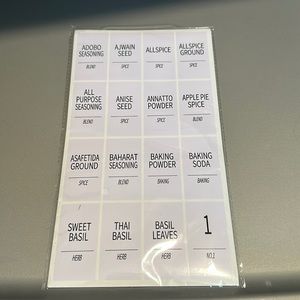 ADOBO
SEASONING
BLEND
AJWAIN
SEED
SPICE
ALLSPICE
SPICE
ALLSPICE
GROUND
SPICE
ALL
PURPOSE
SEASONING
BLEND
ANISE
SEED
SPICE
ANNATTO
POWDER
SPICE
APPLE PIE
SPICE
BLEND
ASAFETIDA
GROUND
SPICE
BAHARAT
SEASONING
BLEND
BAKING
POWDER
BAKING
BAKING
SODA
BAKING
SWEET
BASIL
HERB
THAI
BASIL
HERB
BASIL
LEAVES
HERB
1
NO.1